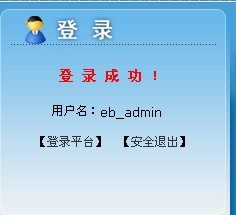 登 录
登 录 成 功 !
用户名：eb_admin
【登录平台】 【安全退出】